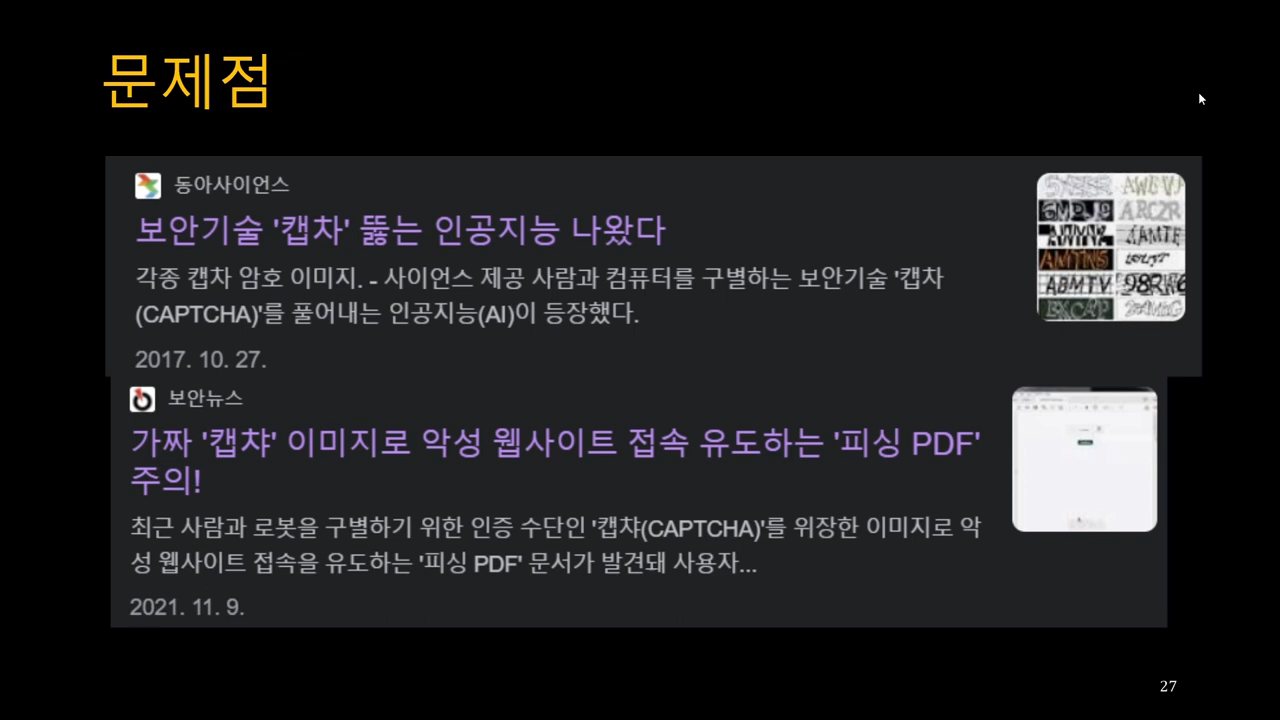 문제점
동아사이언스
보안기술 '캡차' 뚫는 인공지능 나왔다
각종 캡차 암호 이미지. - 사이언스 제공 사람과 컴퓨터를 구별하는 보안기술 '캡차
(CAPTCHA)'를 풀어내는 인공지능(AI)이 등장했다.
2017. 10. 27.
보안뉴스
가짜 '캡챠' 이미지로 악성 웹사이트 접속 유도하는 '피싱 PDF'
주의!
최근 사람과 로봇을 구별하기 위한 인증 수단인 '캡챠(CAPTCHA)'를 위장한 이미지로 악
성 웹사이트 접속을 유도하는 '피싱 PDF' 문서가 발견돼 사용자...
2021. 11. 9.
27